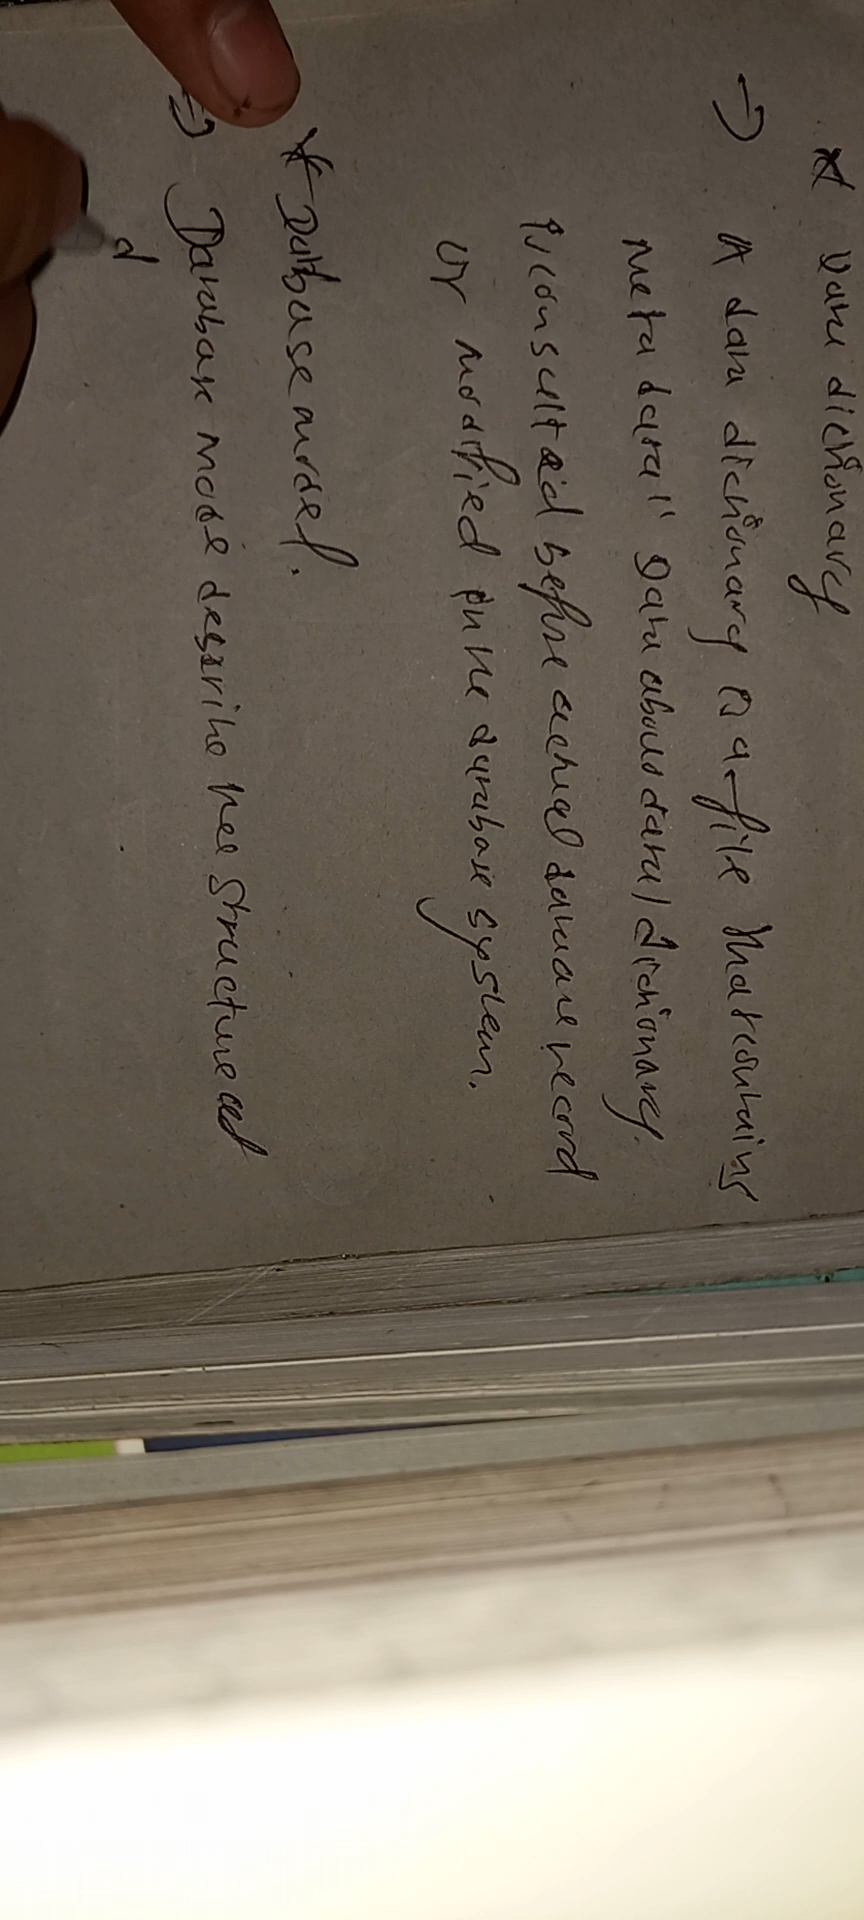 * Data dictionary
→ A data dictionary is a file that contains
meta data i.e. Data about data, dictionary
is consulted before actual data are record
or modified in the database system.
* Database model.
⇒ Database model describe the structure of
d